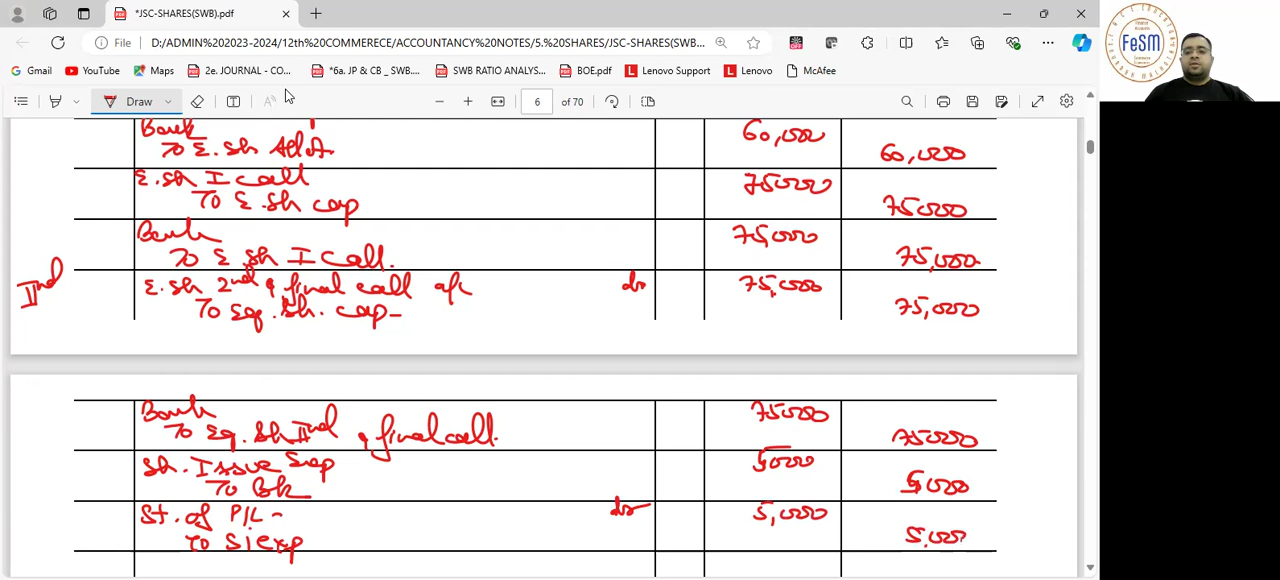 *JSC-SHARES(SWB).pdf
File D:/ADMIN%202023-2024/12th%20COMMERECE/ACCOUNTANCY%20NOTES/5.%20SHARES/JSC-SHARES(SWB...
Gmail YouTube Maps 2e. JOURNAL - CO... *6a. JP & CB _ SWB.... SWB RATIO ANALYS... BOE.pdf Lenovo Support Lenovo McAfee
Draw 6 of 70
FeSM
Bank 60,000
To E.sh Allot 60,000
E.sh I call 75000
To E.sh cap 75000
Bank 75,000
To E sh I call. 75,000
IInd E.sh 2nd & final call a/c dr 75,000
To Eq. Sh. cap- 75,000
Bank 75000
To Eq. Sh IInd & final call. 75000
Sh. Issue Exp 5000
To Bk 5000
St. of P/L - dr 5,000
To SI exp 5,000